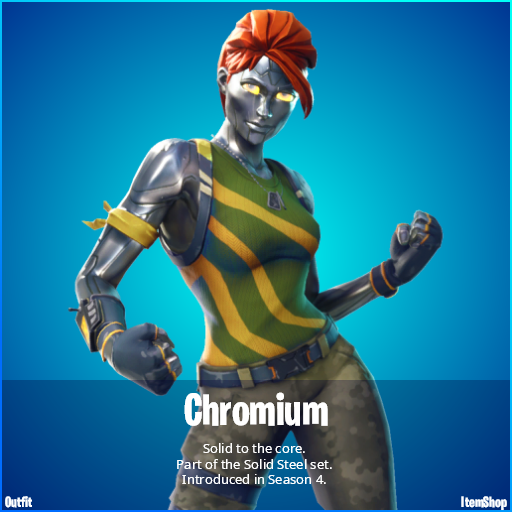 Chromium
Solid to the core.
Part of the Solid Steel set.
Introduced in Season 4.
Outfit
ItemShop